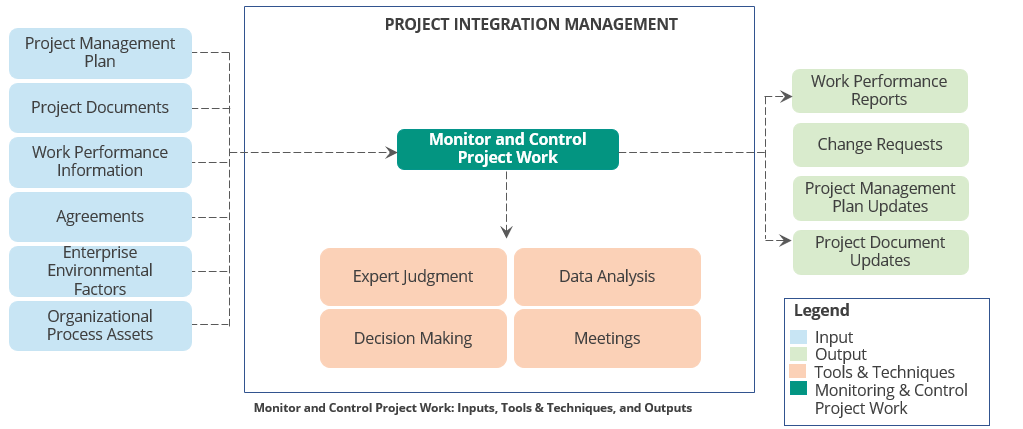 PROJECT INTEGRATION MANAGEMENT
Project Management
Plan
Project Documents
Work Performance
Information
Agreements
Enterprise
Environmental
Factors
Organizational
Process Assets
Monitor and Control
Project Work
Expert Judgment
Data Analysis
Decision Making
Meetings
Work Performance
Reports
Change Requests
Project Management
Plan Updates
Project Document
Updates
Legend
Input
Output
Tools & Techniques
Monitoring & Control
Project Work
Monitor and Control Project Work: Inputs, Tools & Techniques, and Outputs